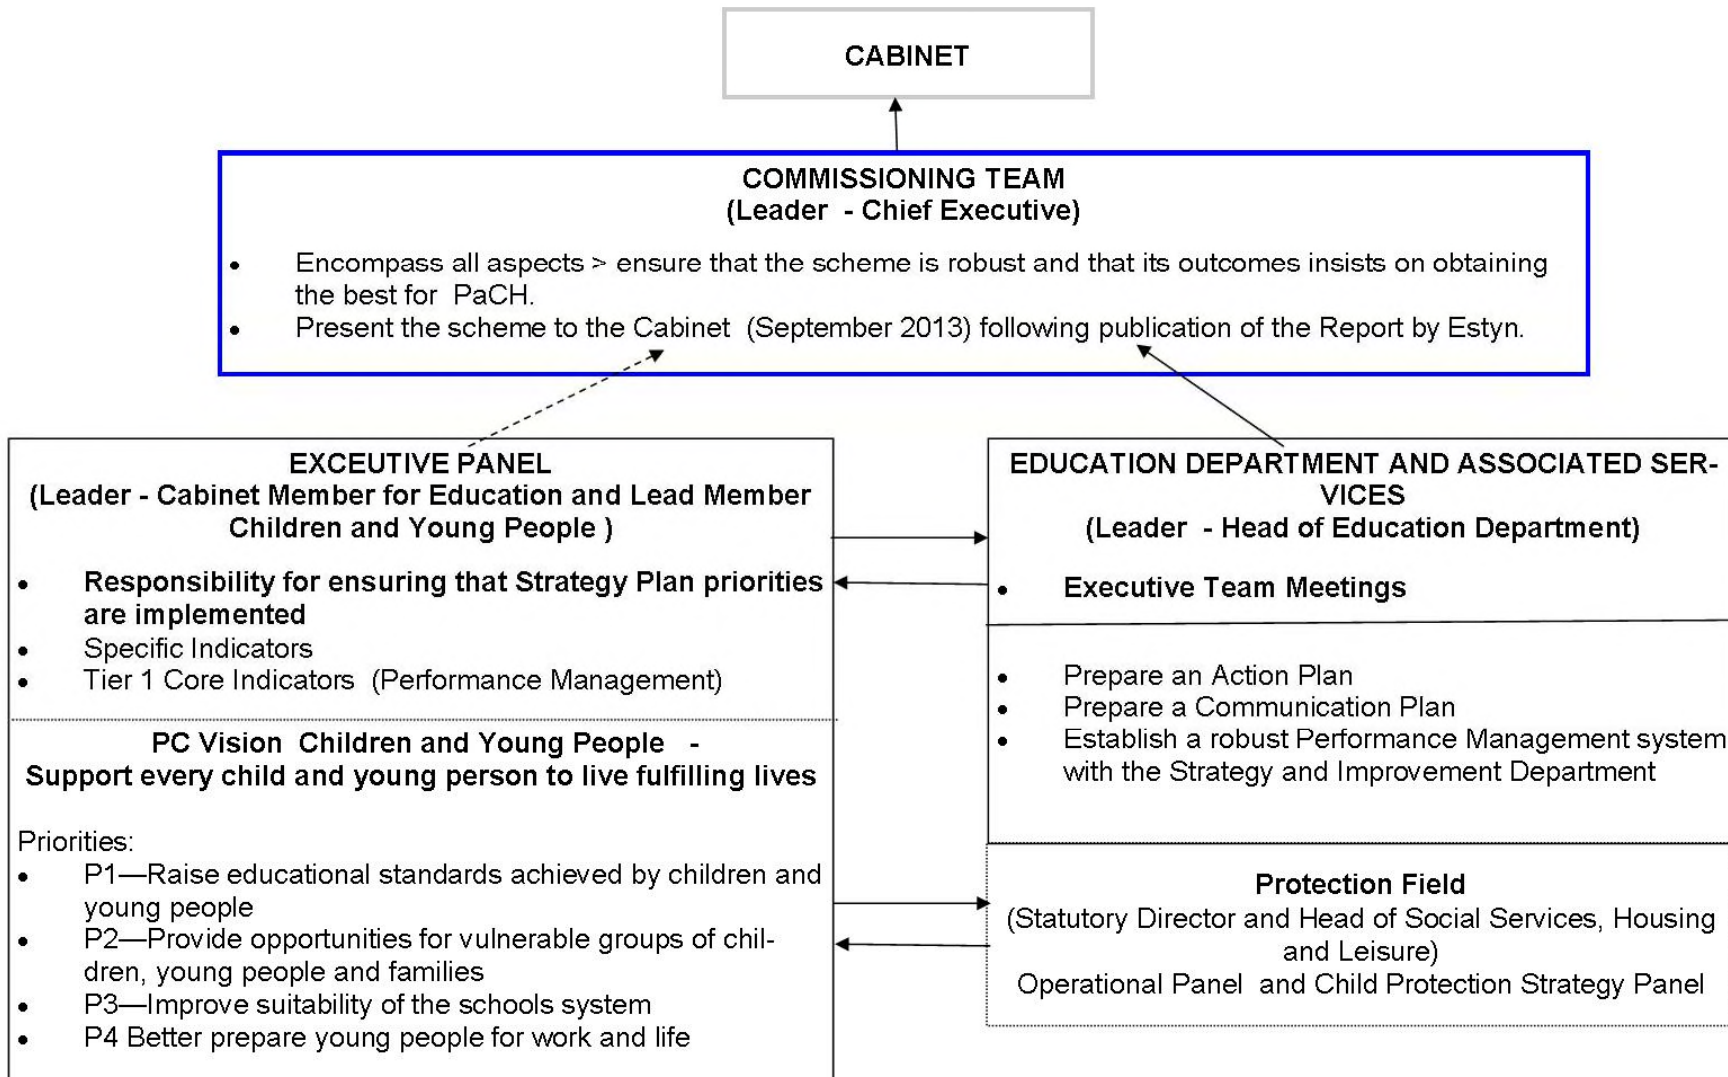 CABINET
COMMISSIONING TEAM
(Leader - Chief Executive)
• Encompass all aspects > ensure that the scheme is robust and that its outcomes insists on obtaining
the best for PaCH.
• Present the scheme to the Cabinet (September 2013) following publication of the Report by Estyn.
EXCEUTIVE PANEL
(Leader - Cabinet Member for Education and Lead Member
Children and Young People )
• Responsibility for ensuring that Strategy Plan priorities
are implemented
• Specific Indicators
• Tier 1 Core Indicators (Performance Management)
PC Vision Children and Young People -
Support every child and young person to live fulfilling lives
Priorities:
• P1—Raise educational standards achieved by children and
young people
• P2—Provide opportunities for vulnerable groups of chil-
dren, young people and families
• P3—Improve suitability of the schools system
• P4 Better prepare young people for work and life
EDUCATION DEPARTMENT AND ASSOCIATED SER-
VICES
(Leader - Head of Education Department)
• Executive Team Meetings
• Prepare an Action Plan
• Prepare a Communication Plan
• Establish a robust Performance Management system
with the Strategy and Improvement Department
Protection Field
(Statutory Director and Head of Social Services, Housing
and Leisure)
Operational Panel and Child Protection Strategy Panel